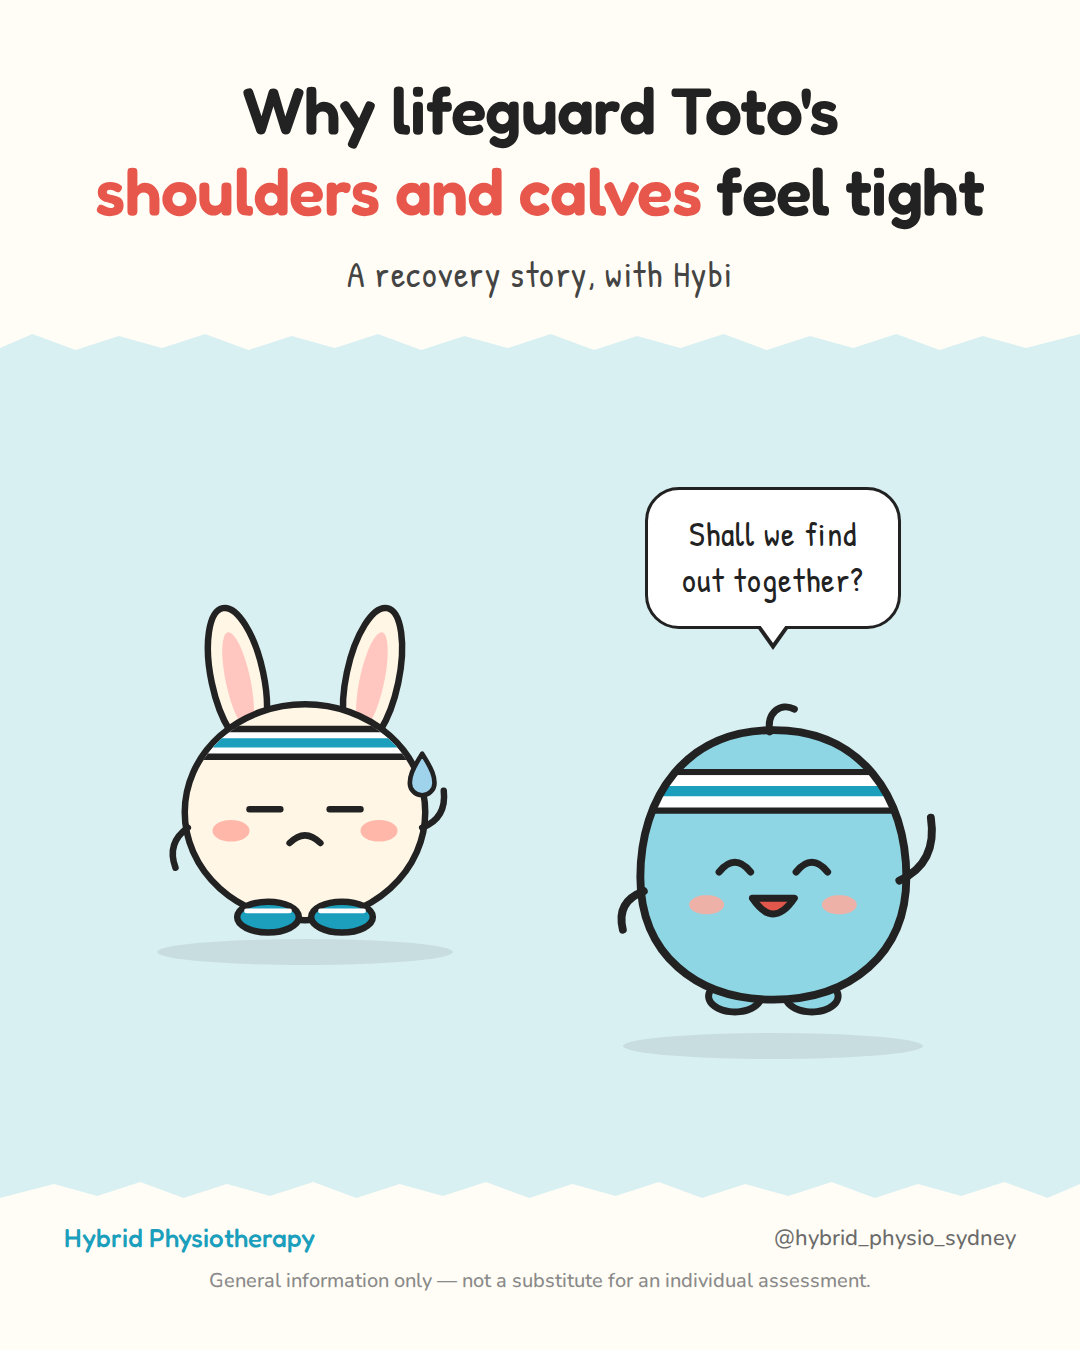 Why lifeguard Toto's
shoulders and calves feel tight
A recovery story, with Hybi
Shall we find
out together?
Hybrid Physiotherapy
@hybrid_physio_sydney
General information only — not a substitute for an individual assessment.